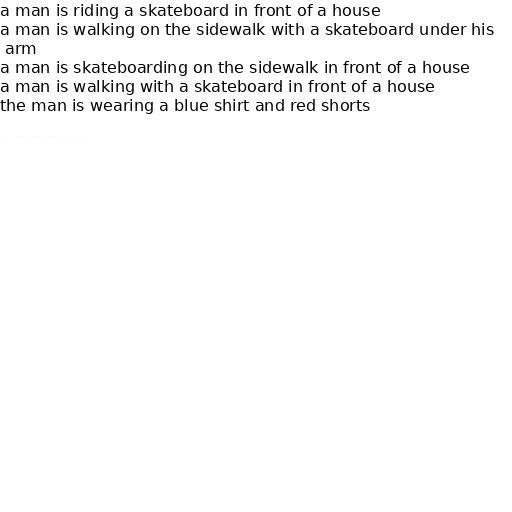 a man is riding a skateboard in front of a house
a man is walking on the sidewalk with a skateboard under his
arm
a man is skateboarding on the sidewalk in front of a house
a man is walking with a skateboard in front of a house
the man is wearing a blue shirt and red shorts